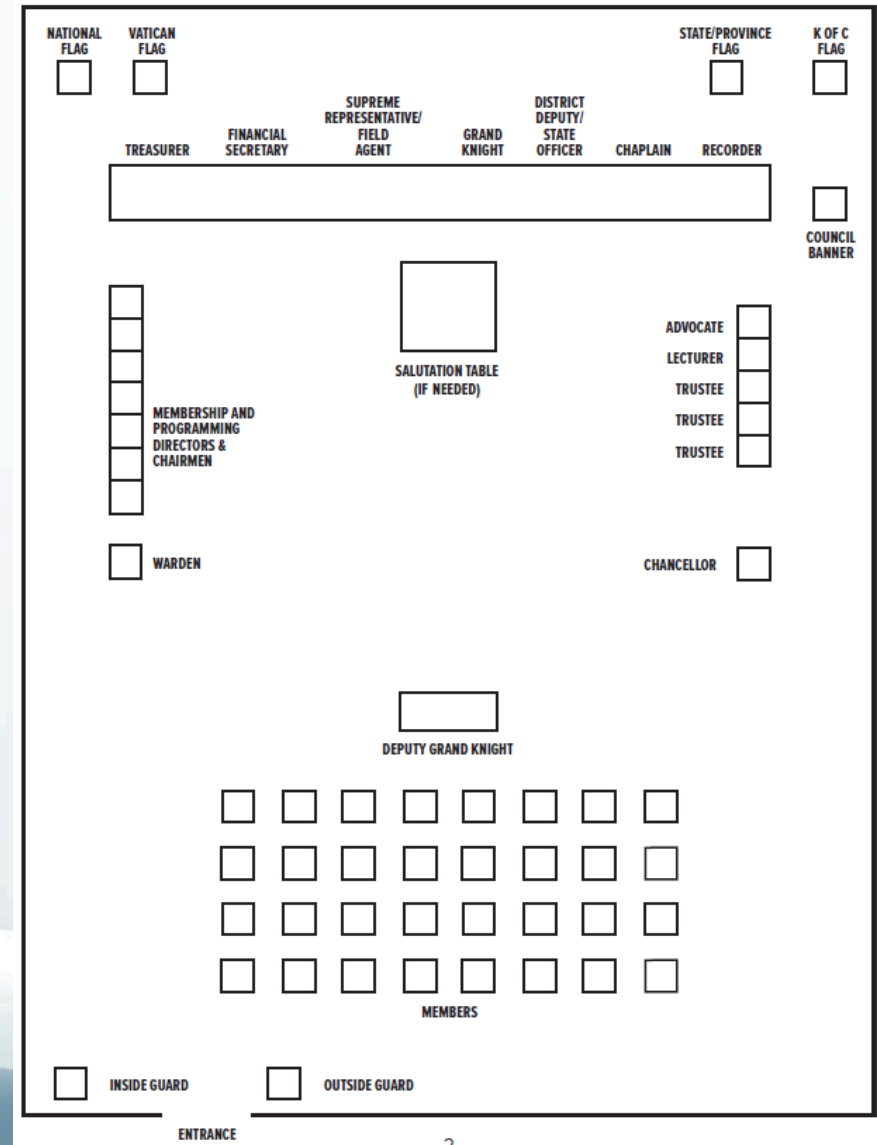 NATIONAL
FLAG
VATICAN
FLAG
STATE/PROVINCE
FLAG
K OF C
FLAG
TREASURER
FINANCIAL
SECRETARY
SUPREME
REPRESENTATIVE/
FIELD
AGENT
GRAND
KNIGHT
DISTRICT
DEPUTY/
STATE
OFFICER
CHAPLAIN
RECORDER
COUNCIL
BANNER
SALUTATION TABLE
(IF NEEDED)
ADVOCATE
LECTURER
TRUSTEE
TRUSTEE
TRUSTEE
MEMBERSHIP AND
PROGRAMMING
DIRECTORS &
CHAIRMEN
WARDEN
CHANCELLOR
DEPUTY GRAND KNIGHT
MEMBERS
INSIDE GUARD
OUTSIDE GUARD
ENTRANCE